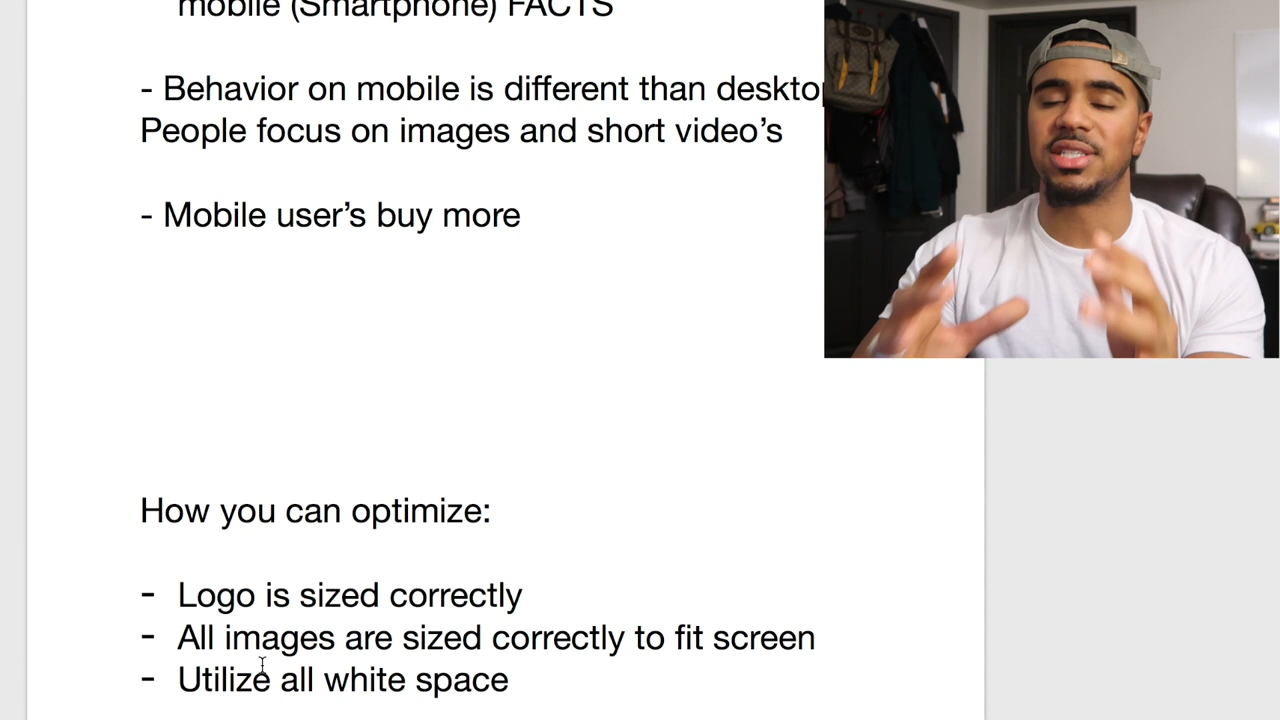 mobile (Smartphone) FACTS
- Behavior on mobile is different than
People focus on images and short video’s
- Mobile user’s buy more
How you can optimize:
- Logo is sized correctly
- All images are sized correctly to fit screen
- Utilize all white space